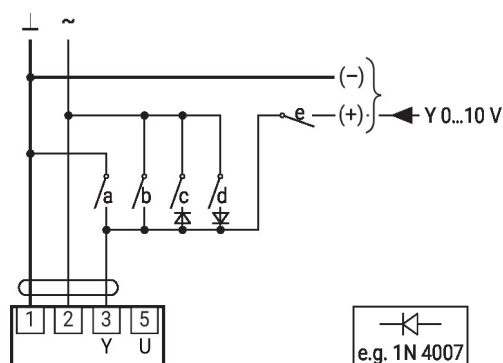 ⊥ ~
(–)
e (+) Y 0...10 V
a b c d
1 2 3 5
Y U
e.g. 1N 4007